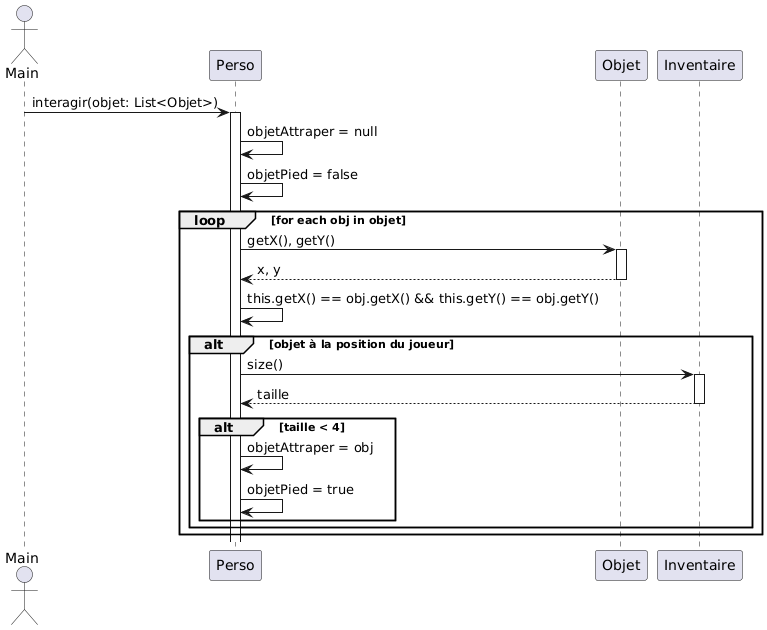 Main
Perso
Objet
Inventaire
interagir(objet: List<Objet>)
objetAttraper = null
objetPied = false
loop
[for each obj in objet]
getX(), getY()
x, y
this.getX() == obj.getX() && this.getY() == obj.getY()
alt
[objet à la position du joueur]
size()
taille
alt
[taille < 4]
objetAttraper = obj
objetPied = true
Main
Perso
Objet
Inventaire